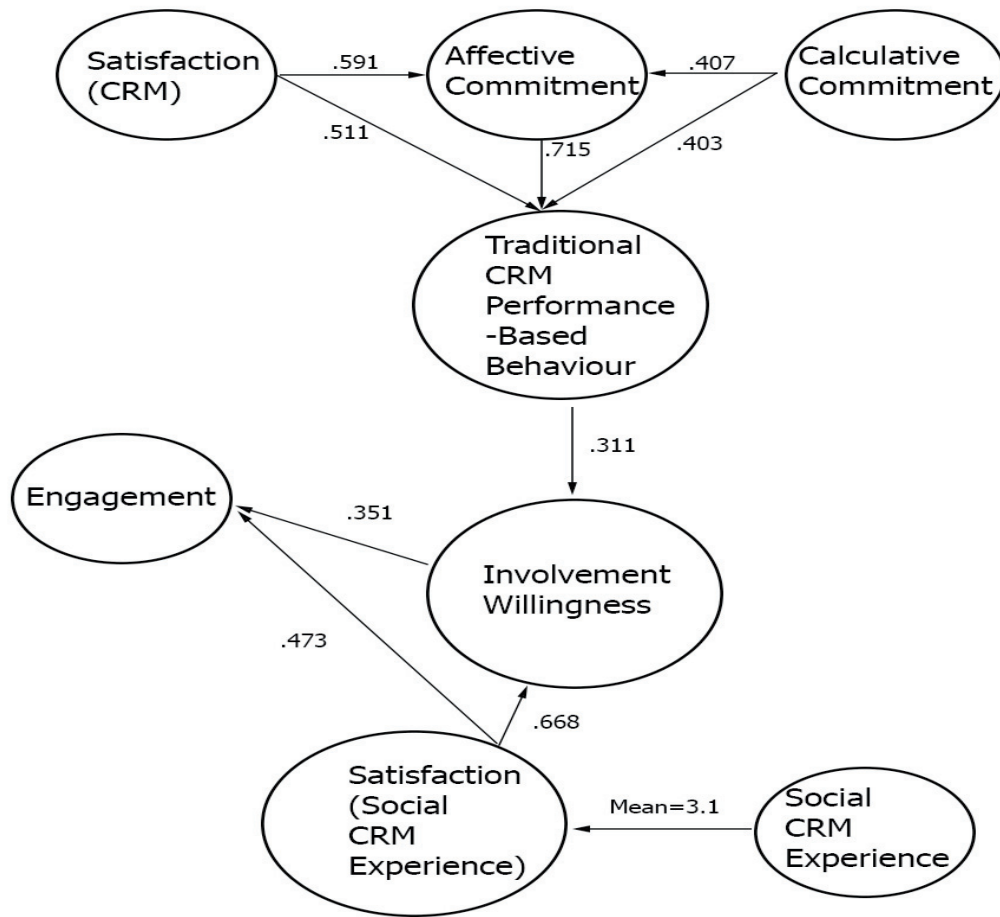 Satisfaction
(CRM)
.591
Affective
Commitment
.407
Calculative
Commitment
.511
.715
.403
Traditional
CRM
Performance
-Based
Behaviour
.311
Engagement
.351
Involvement
Willingness
.473
.668
Satisfaction
(Social
CRM
Experience)
Mean=3.1
Social
CRM
Experience